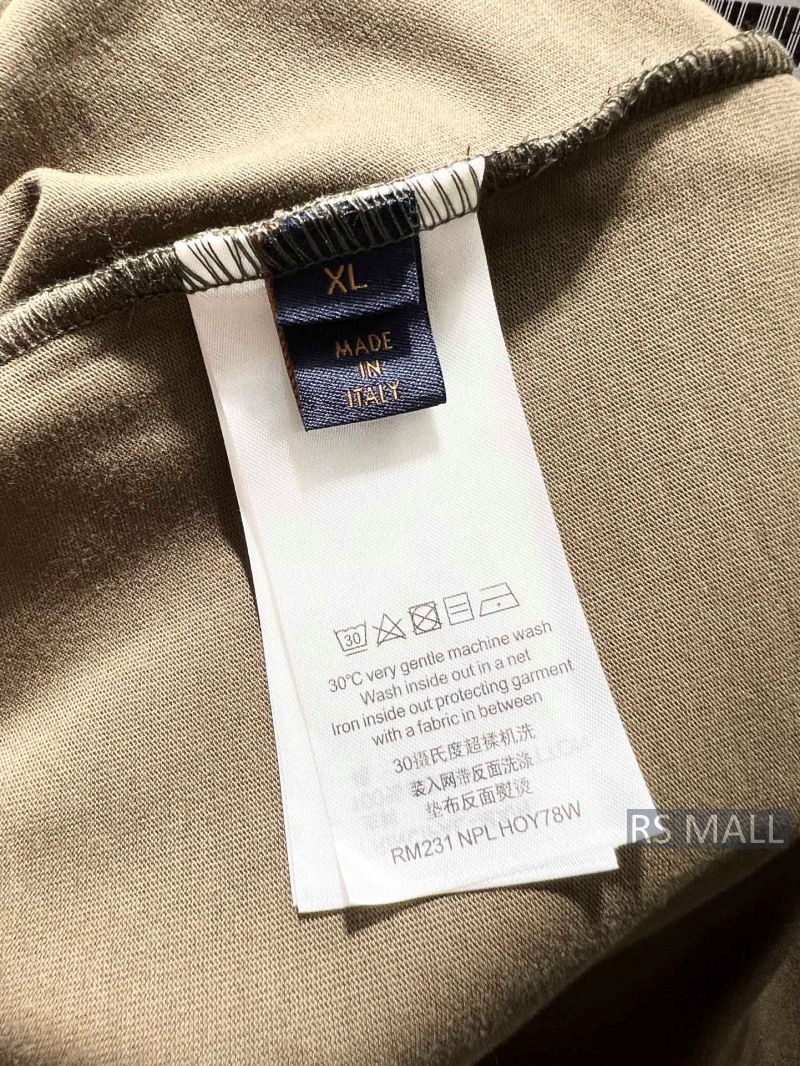 XL
MADE
IN
ITALY
30
30°C very gentle machine wash
Wash inside out in a net
Iron inside out protecting garment
with a fabric in between
30摄氏度超揉机洗
装入网带反面洗涤
垫布反面熨烫
RM231 NPL HOY78W
RS MALL